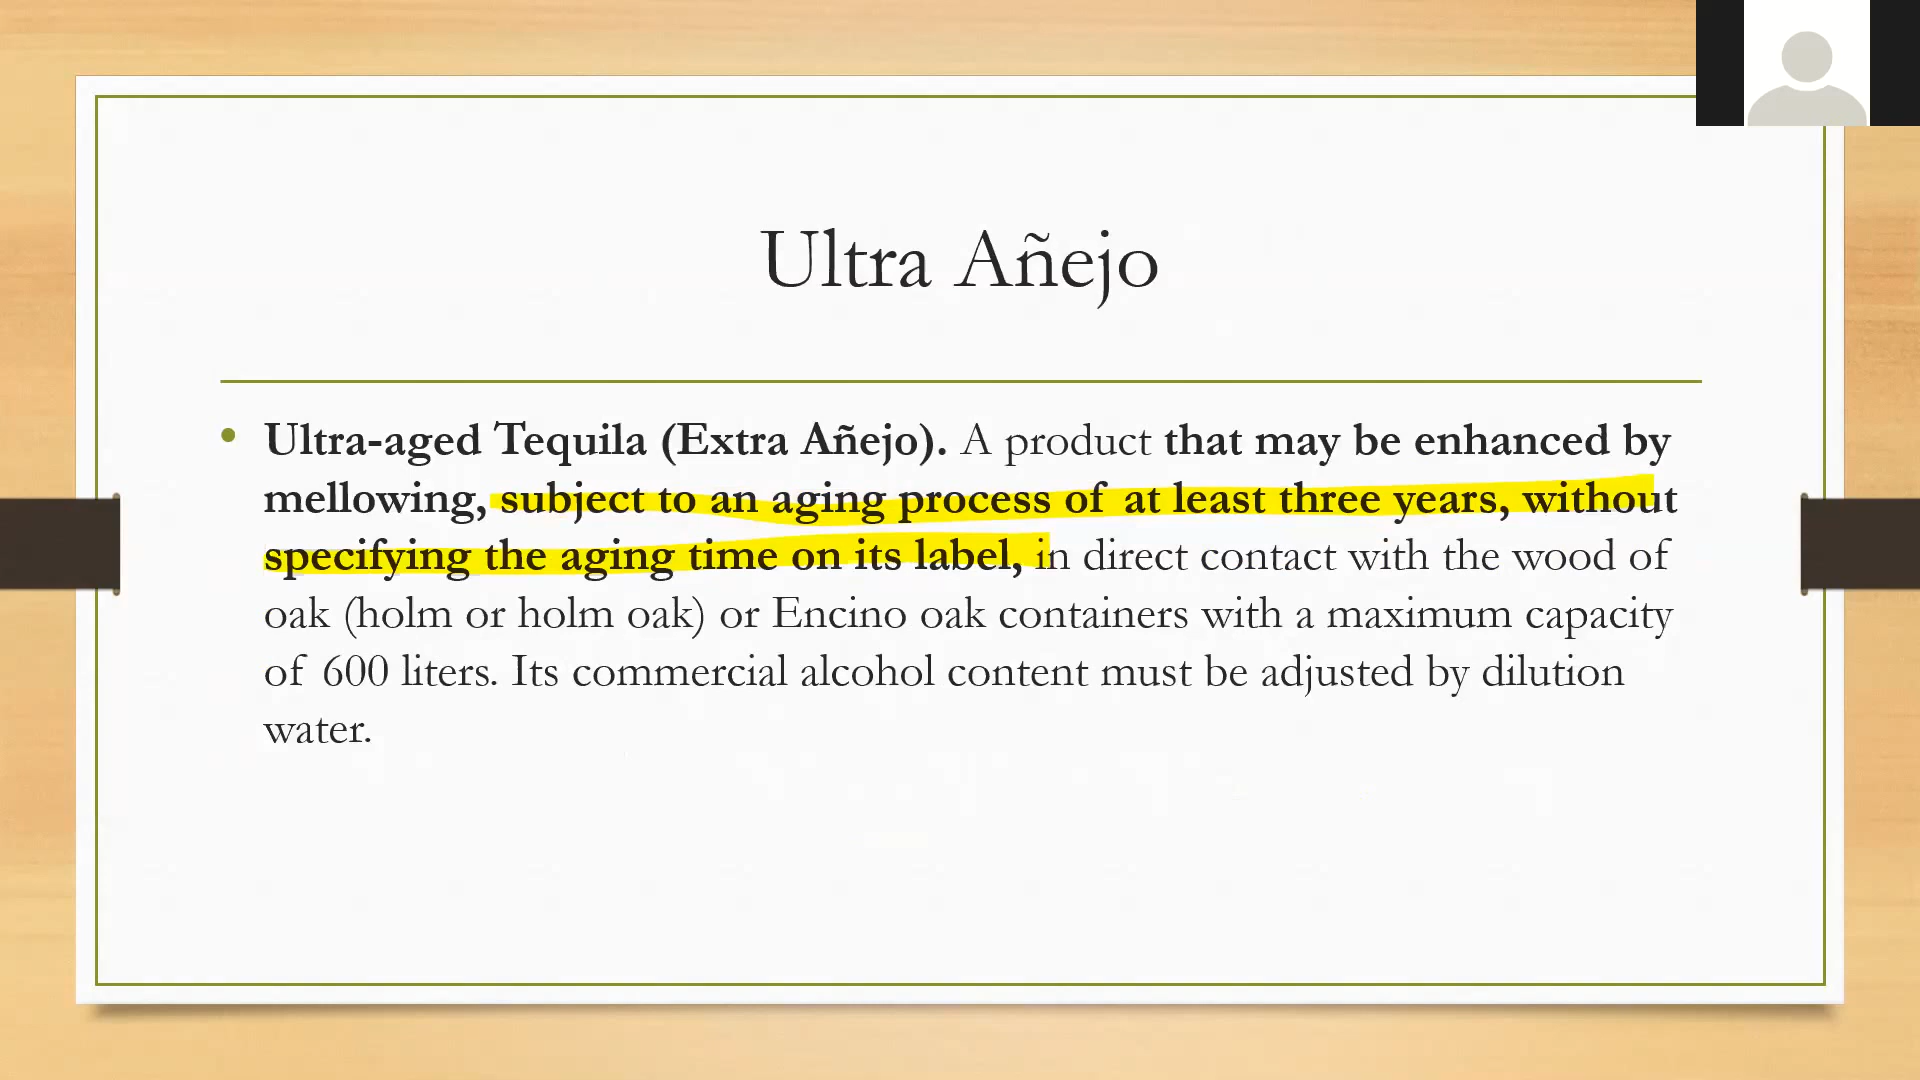 Ultra Añejo
• Ultra-aged Tequila (Extra Añejo). A product that may be enhanced by
mellowing, subject to an aging process of at least three years, without
specifying the aging time on its label, in direct contact with the wood of
oak (holm or holm oak) or Encino oak containers with a maximum capacity
of 600 liters. Its commercial alcohol content must be adjusted by dilution
water.